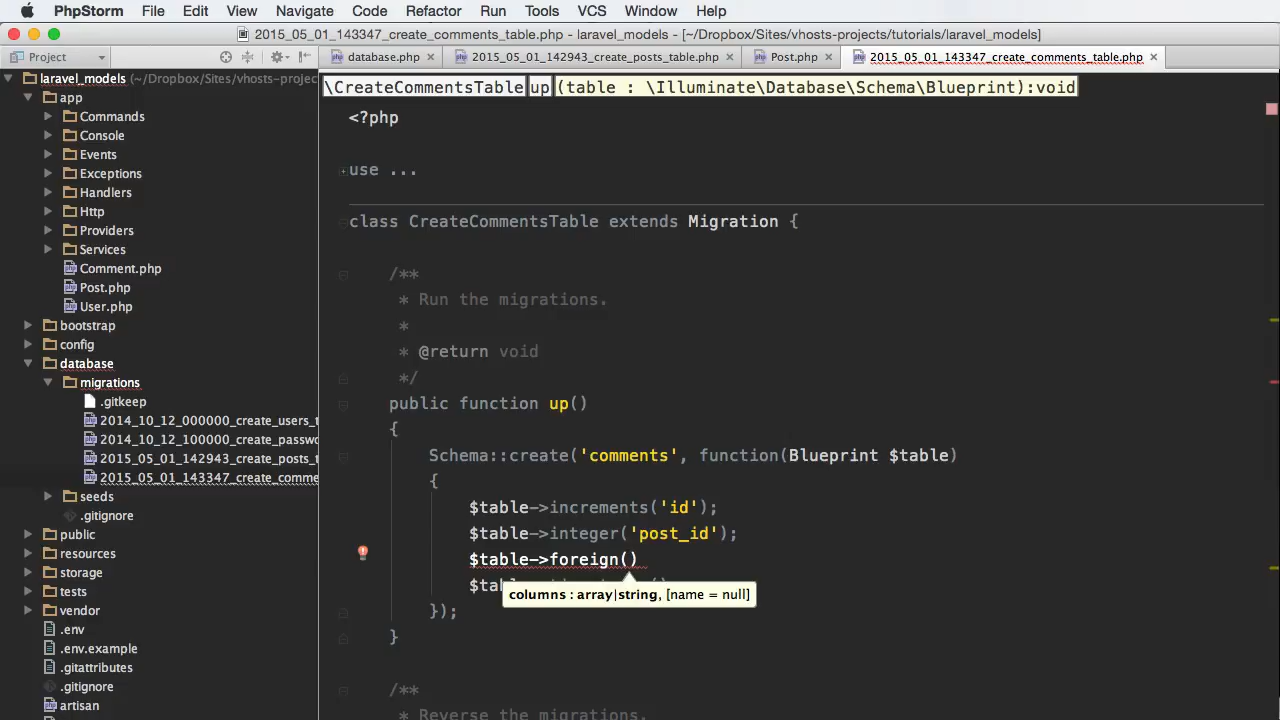 PhpStorm File Edit View Navigate Code Refactor Run Tools VCS Window Help
2015_05_01_143347_create_comments_table.php - laravel_models - [~/Dropbox/Sites/vhosts-projects/tutorials/laravel_models]
Project
database.php
2015_05_01_142943_create_posts_table.php
Post.php
2015_05_01_143347_create_comments_table.php
laravel_models (~/Dropbox/Sites/vhosts-projec
app
Commands
Console
Events
Exceptions
Handlers
Http
Providers
Services
Comment.php
Post.php
User.php
bootstrap
config
database
migrations
.gitkeep
2014_10_12_000000_create_users_t
2014_10_12_100000_create_passwo
2015_05_01_142943_create_posts_t
2015_05_01_143347_create_comme
seeds
.gitignore
public
resources
storage
tests
vendor
.env
.env.example
.gitattributes
.gitignore
artisan
\CreateCommentsTable up (table : \Illuminate\Database\Schema\Blueprint):void
<?php
use ...
class CreateCommentsTable extends Migration {
/**
* Run the migrations.
*
* @return void
*/
public function up()
{
Schema::create('comments', function(Blueprint $table)
{
$table->increments('id');
$table->integer('post_id');
$table->foreign()
columns : array|string, [name = null]
});
}
/**
* Reverse the migrations.